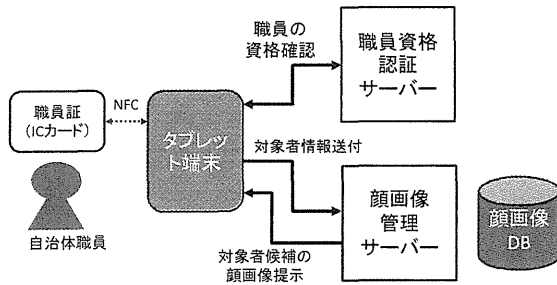 職員の
資格確認
職員資格
認証
サーバー
職員証
(ICカード)
NFC
タブレッ
ト端末
対象者情報送付
自治体職員
顔画像
管理
サーバー
顔画像
DB
対象者候補の
顔画像提示